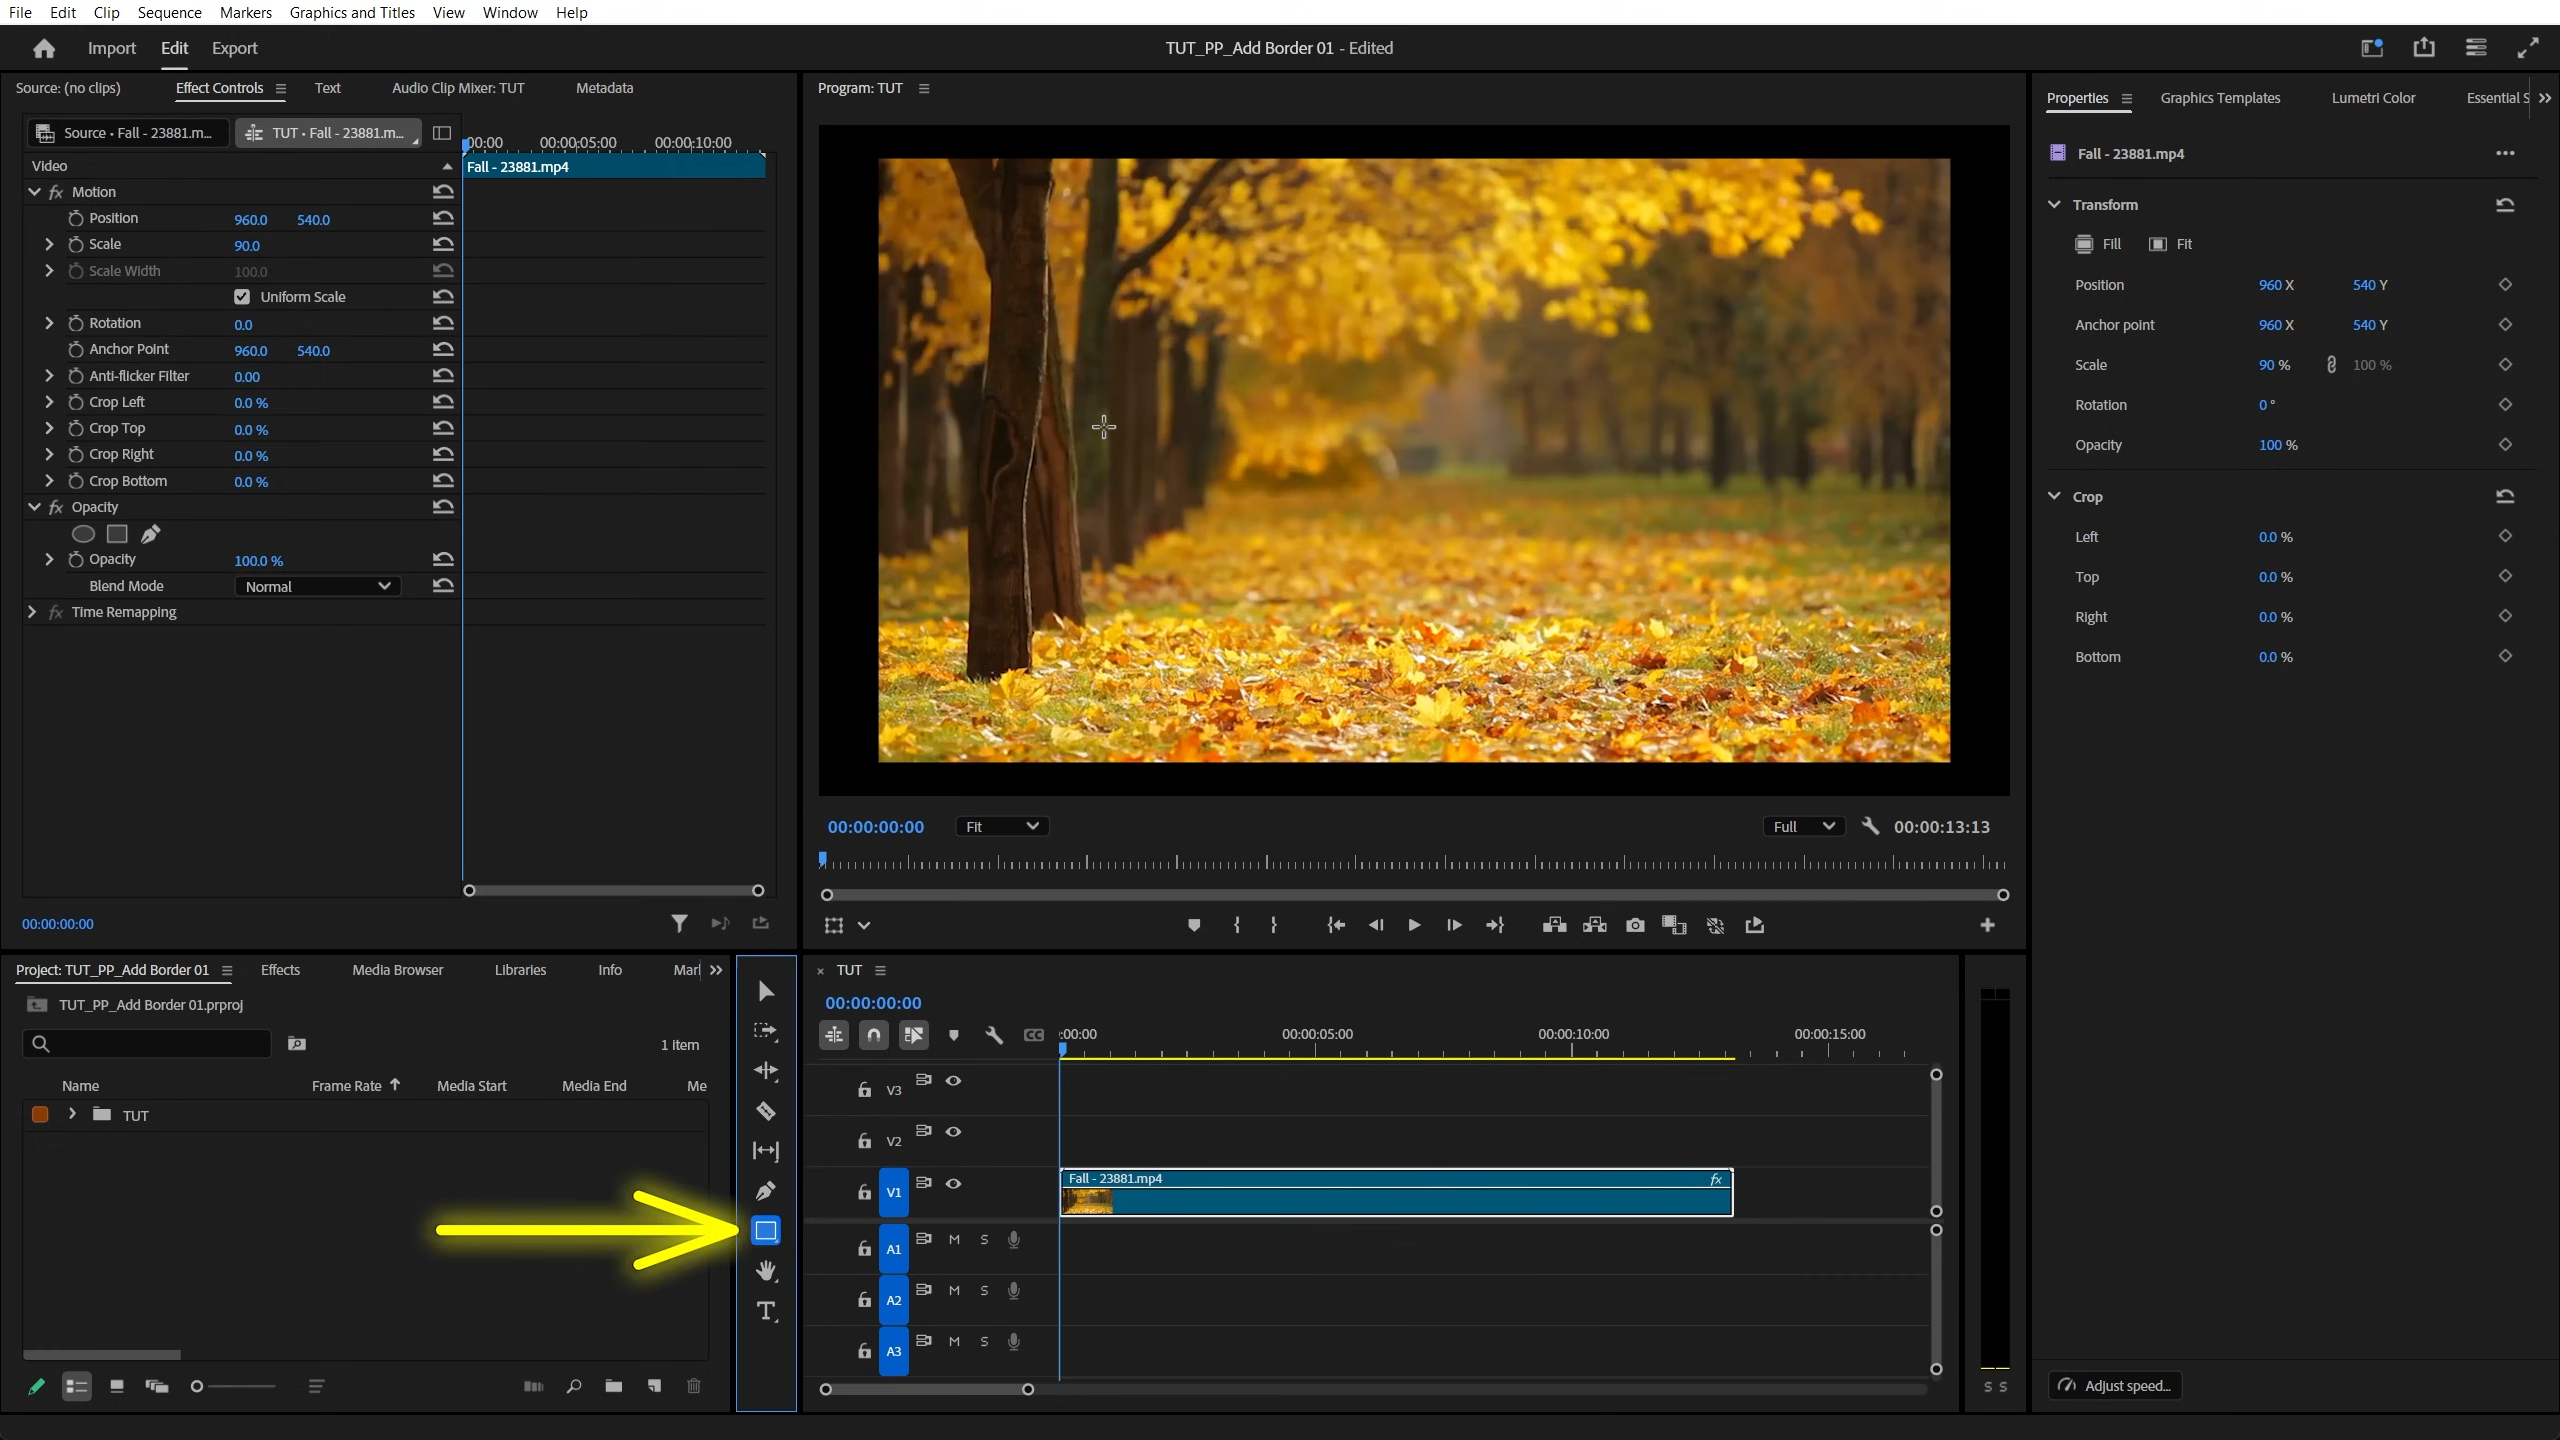 File Edit Clip Sequence Markers Graphics and Titles View Window Help
Import Edit Export TUT_PP_Add Border 01 - Edited
Source: (no clips) Effect Controls Text Audio Clip Mixer: TUT Metadata
Source • Fall - 23881.m... TUT • Fall - 23881.m...
:00:00 00:00:05:00 00:00:10:00
Video
Fall - 23881.mp4
Motion
Position 960.0 540.0
Scale 90.0
Scale Width 100.0
Uniform Scale
Rotation 0.0
Anchor Point 960.0 540.0
Anti-flicker Filter 0.00
Crop Left 0.0 %
Crop Top 0.0 %
Crop Right 0.0 %
Crop Bottom 0.0 %
fx Opacity
Opacity 100.0 %
Blend Mode Normal
fx Time Remapping
00:00:00:00
Program: TUT
00:00:00:00 Fit Full 00:00:13:13
Properties Graphics Templates Lumetri Color Essential S
Fall - 23881.mp4
Transform
Fill Fit
Position 960 X 540 Y
Anchor point 960 X 540 Y
Scale 90 % 100 %
Rotation 0 °
Opacity 100 %
Crop
Left 0.0 %
Top 0.0 %
Right 0.0 %
Bottom 0.0 %
Adjust speed...
Project: TUT_PP_Add Border 01 Effects Media Browser Libraries Info Mar
TUT_PP_Add Border 01.prproj
1 item
Name Frame Rate Media Start Media End Me
TUT
× TUT
00:00:00:00
:00:00 00:00:05:00 00:00:10:00 00:00:15:00
V3
V2
V1 Fall - 23881.mp4 fx
A1 M S
A2 M S
A3 M S
S S